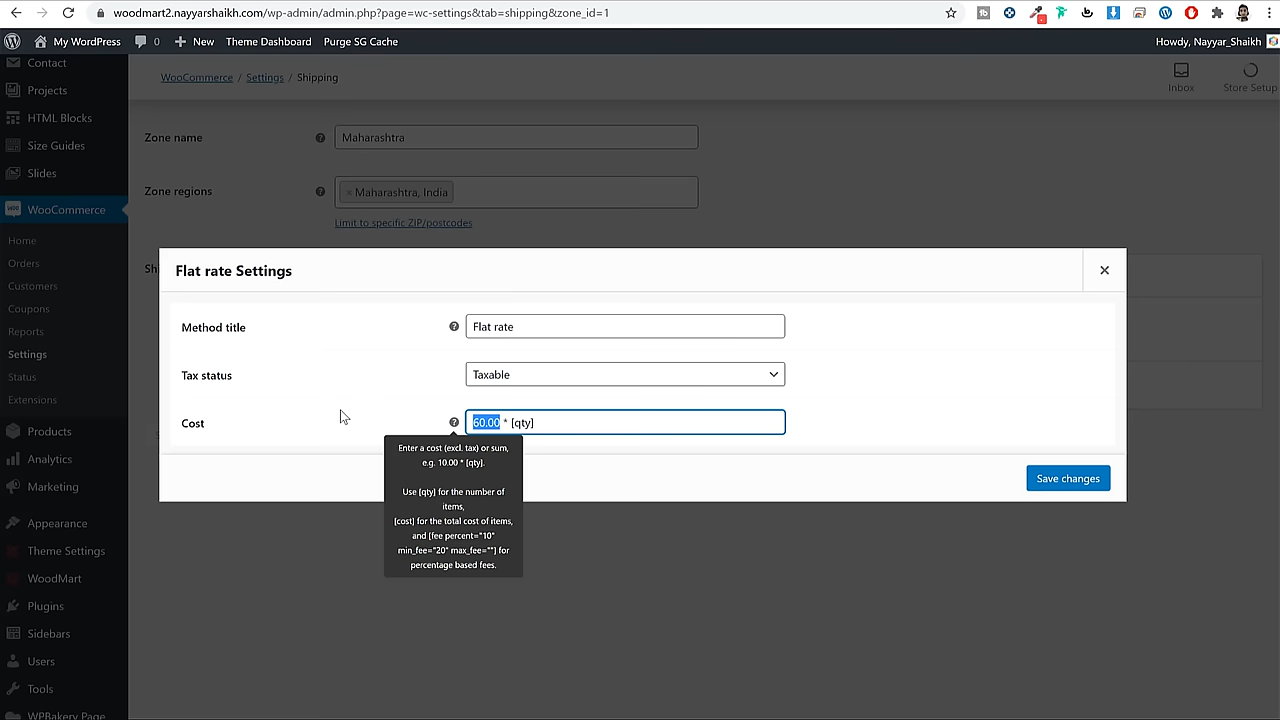 woodmart2.nayyarshaikh.com/wp-admin/admin.php?page=wc-settings&tab=shipping&zone_id=1
My WordPress
0
New
Theme Dashboard
Purge SG Cache
Howdy, Nayyar_Shaikh
Contact
Projects
HTML Blocks
Size Guides
Slides
WooCommerce
Home
Orders
Customers
Coupons
Reports
Settings
Status
Extensions
Products
Analytics
Marketing
Appearance
Theme Settings
WoodMart
Plugins
Sidebars
Users
Tools
WPBakery Page
WooCommerce / Settings / Shipping
Inbox
Store Setup
Zone name
Maharashtra
Zone regions
× Maharashtra, India
Limit to specific ZIP/postcodes
Sh
Flat rate Settings
Method title
Flat rate
Tax status
Taxable
Cost
60.00 * [qty]
Enter a cost (excl. tax) or sum,
e.g. 10.00 * [qty].
Use [qty] for the number of
items,
[cost] for the total cost of items,
and [fee percent="10"
min_fee="20" max_fee=""] for
percentage based fees.
Save changes